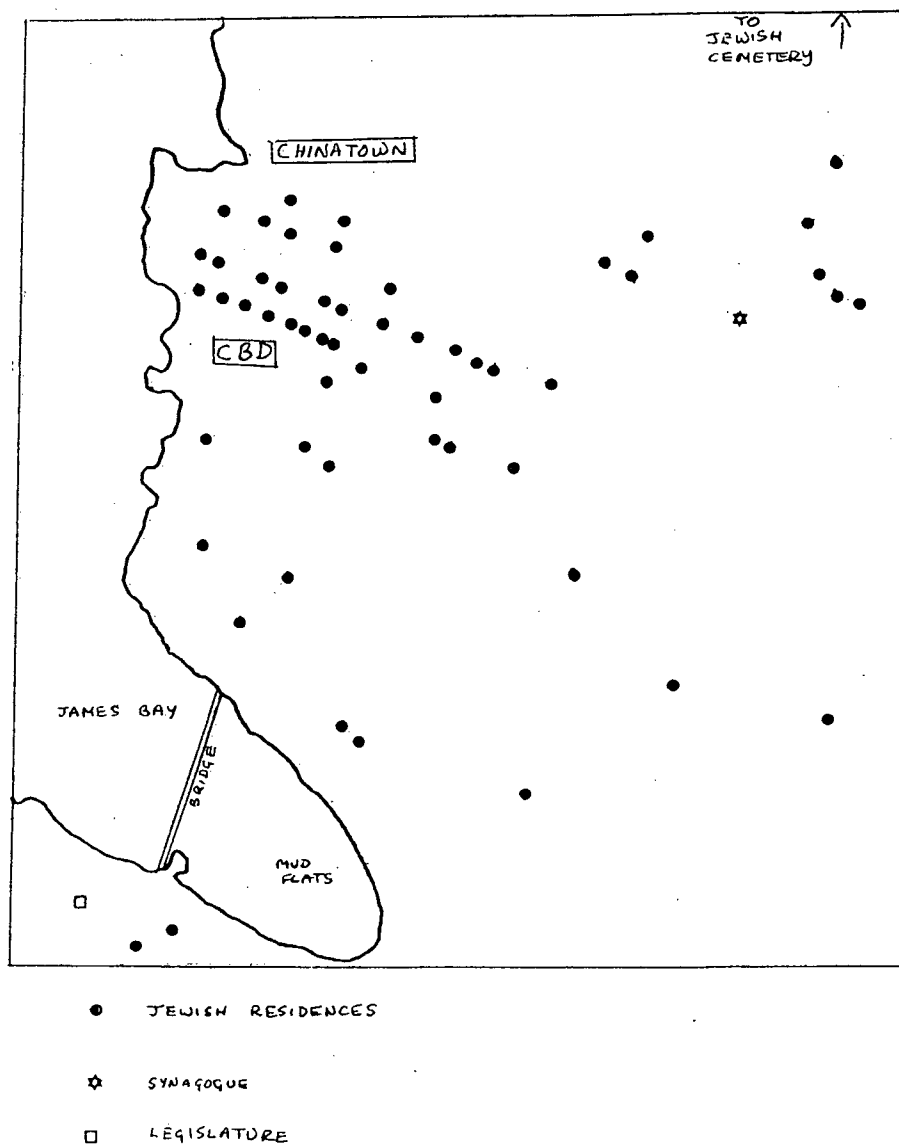 TO
JEWISH
CEMETERY
CHINATOWN
CBD
JAMES BAY
BRIDGE
MUD
FLATS
JEWISH RESIDENCES
SYNAGOGUE
LEGISLATURE